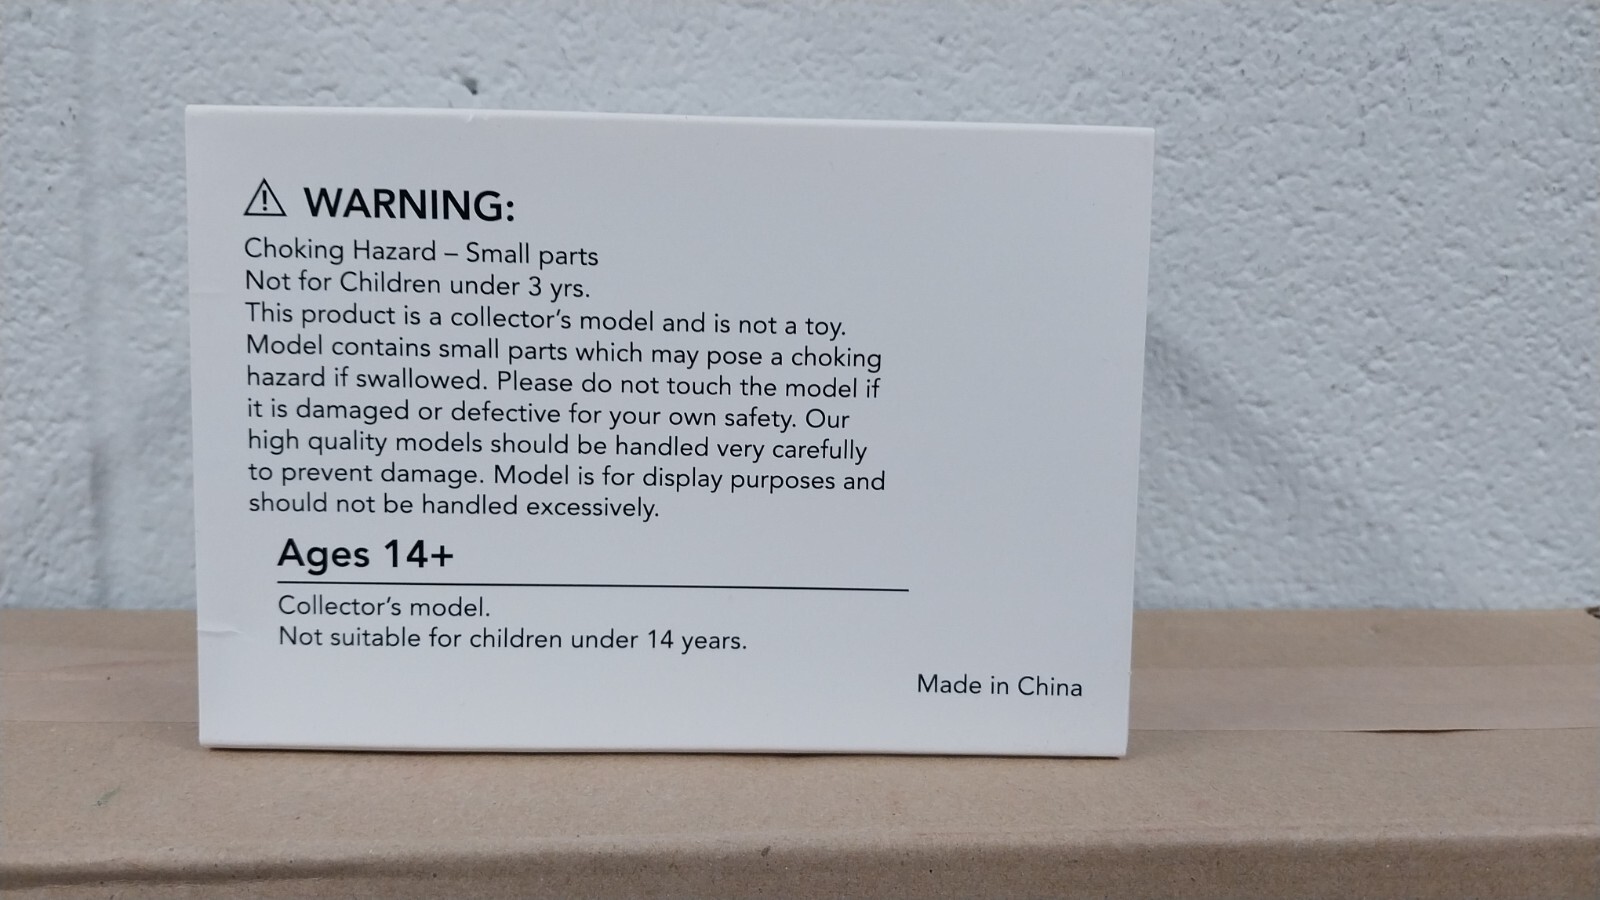 ⚠ WARNING:
Choking Hazard – Small parts
Not for Children under 3 yrs.
This product is a collector’s model and is not a toy.
Model contains small parts which may pose a choking
hazard if swallowed. Please do not touch the model if
it is damaged or defective for your own safety. Our
high quality models should be handled very carefully
to prevent damage. Model is for display purposes and
should not be handled excessively.
Ages 14+
Collector’s model.
Not suitable for children under 14 years.
Made in China